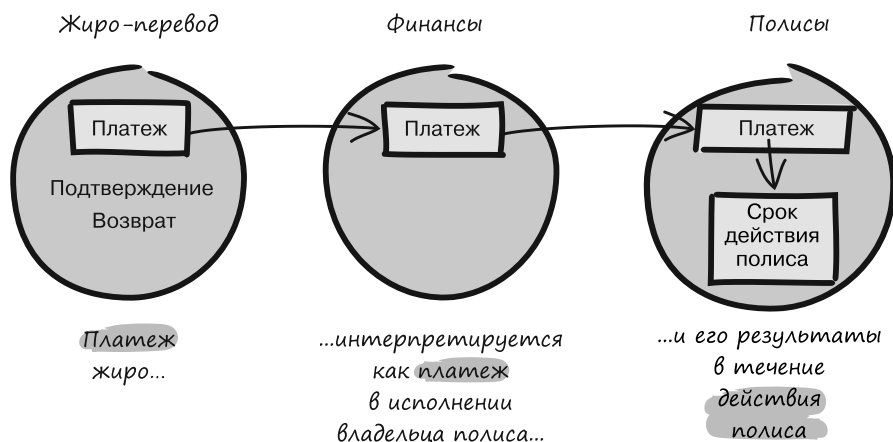 Жиро-перевод
Финансы
Полисы
Платеж
Подтверждение
Возврат
Платеж
Платеж
Срок
действия
полиса
Платеж
жиро...
...интерпретируется
как платеж
в исполнении
владельца полиса...
...и его результаты
в течение
действия
полиса